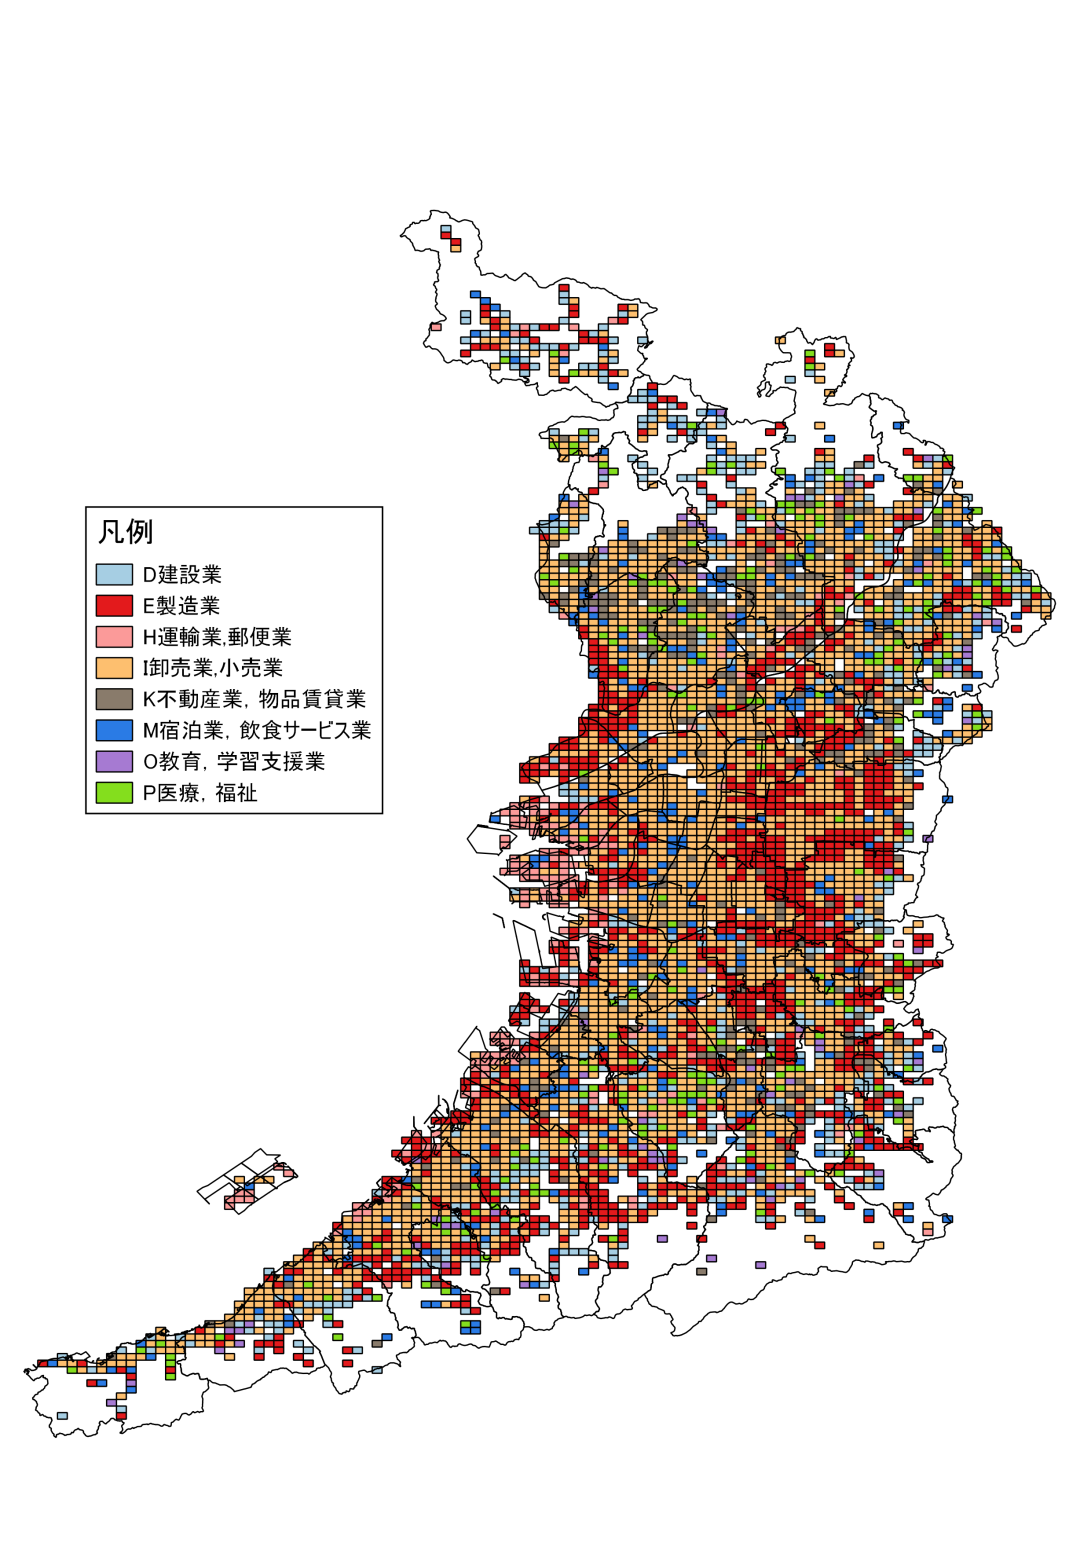 凡例
D建設業
E製造業
H運輸業,郵便業
I卸売業,小売業
K不動産業，物品賃貸業
M宿泊業，飲食サービス業
O教育，学習支援業
P医療，福祉